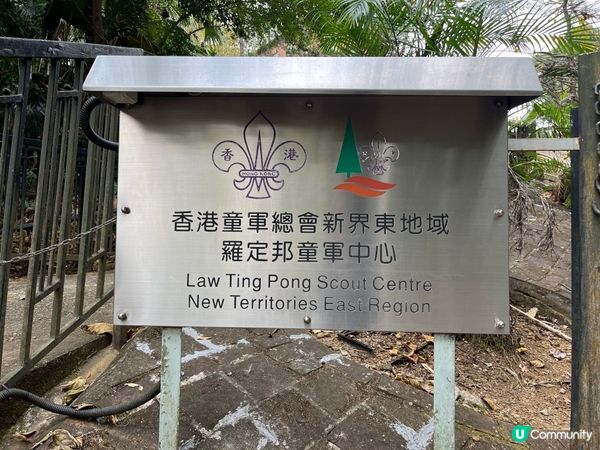 香 港
HONG KONG
香港童軍總會新界東地域
羅定邦童軍中心
Law Ting Pong Scout Centre
New Territories East Region
U Community